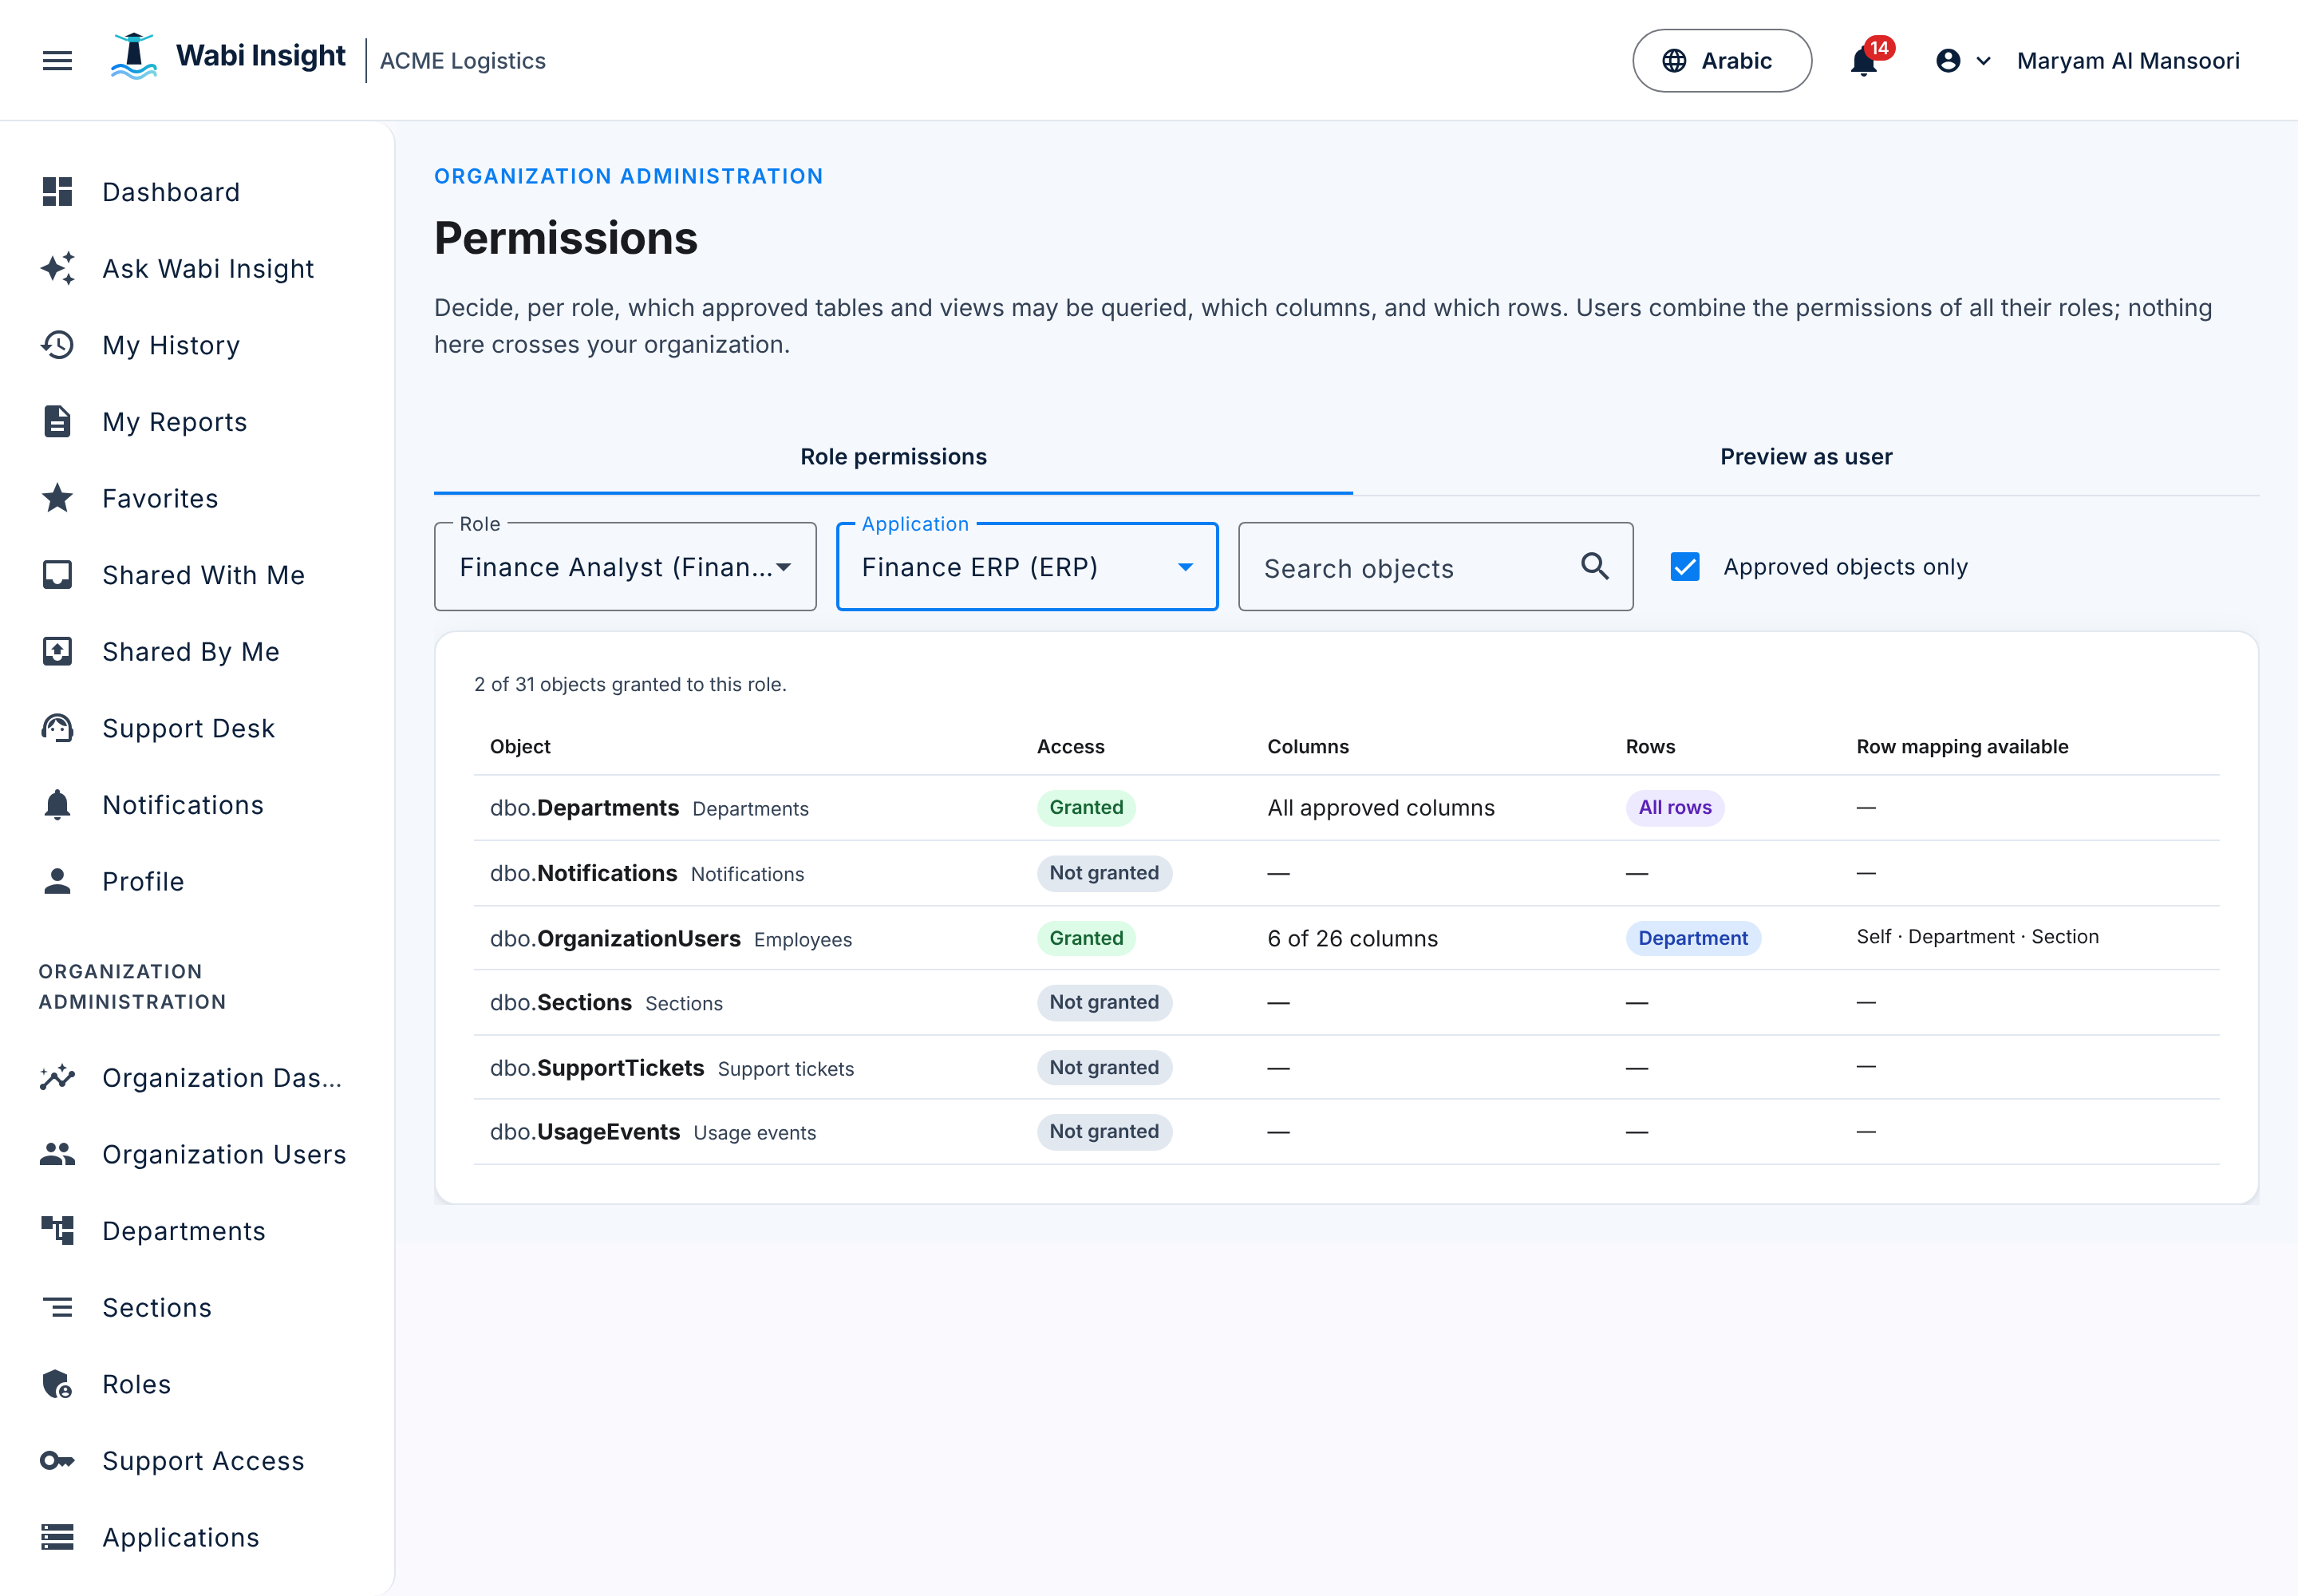 Wabi Insight
ACME Logistics
Arabic
14
Maryam Al Mansoori
Dashboard
Ask Wabi Insight
My History
My Reports
Favorites
Shared With Me
Shared By Me
Support Desk
Notifications
Profile
ORGANIZATION
ADMINISTRATION
Organization Das...
Organization Users
Departments
Sections
Roles
Support Access
Applications
ORGANIZATION ADMINISTRATION
Permissions
Decide, per role, which approved tables and views may be queried, which columns, and which rows. Users combine the permissions of all their roles; nothing
here crosses your organization.
Role permissions
Preview as user
Role
Finance Analyst (Finan...
Application
Finance ERP (ERP)
Search objects
Approved objects only
2 of 31 objects granted to this role.
Object Access Columns Rows Row mapping available
dbo.Departments Departments Granted All approved columns All rows —
dbo.Notifications Notifications Not granted — — —
dbo.OrganizationUsers Employees Granted 6 of 26 columns Department Self · Department · Section
dbo.Sections Sections Not granted — — —
dbo.SupportTickets Support tickets Not granted — — —
dbo.UsageEvents Usage events Not granted — — —